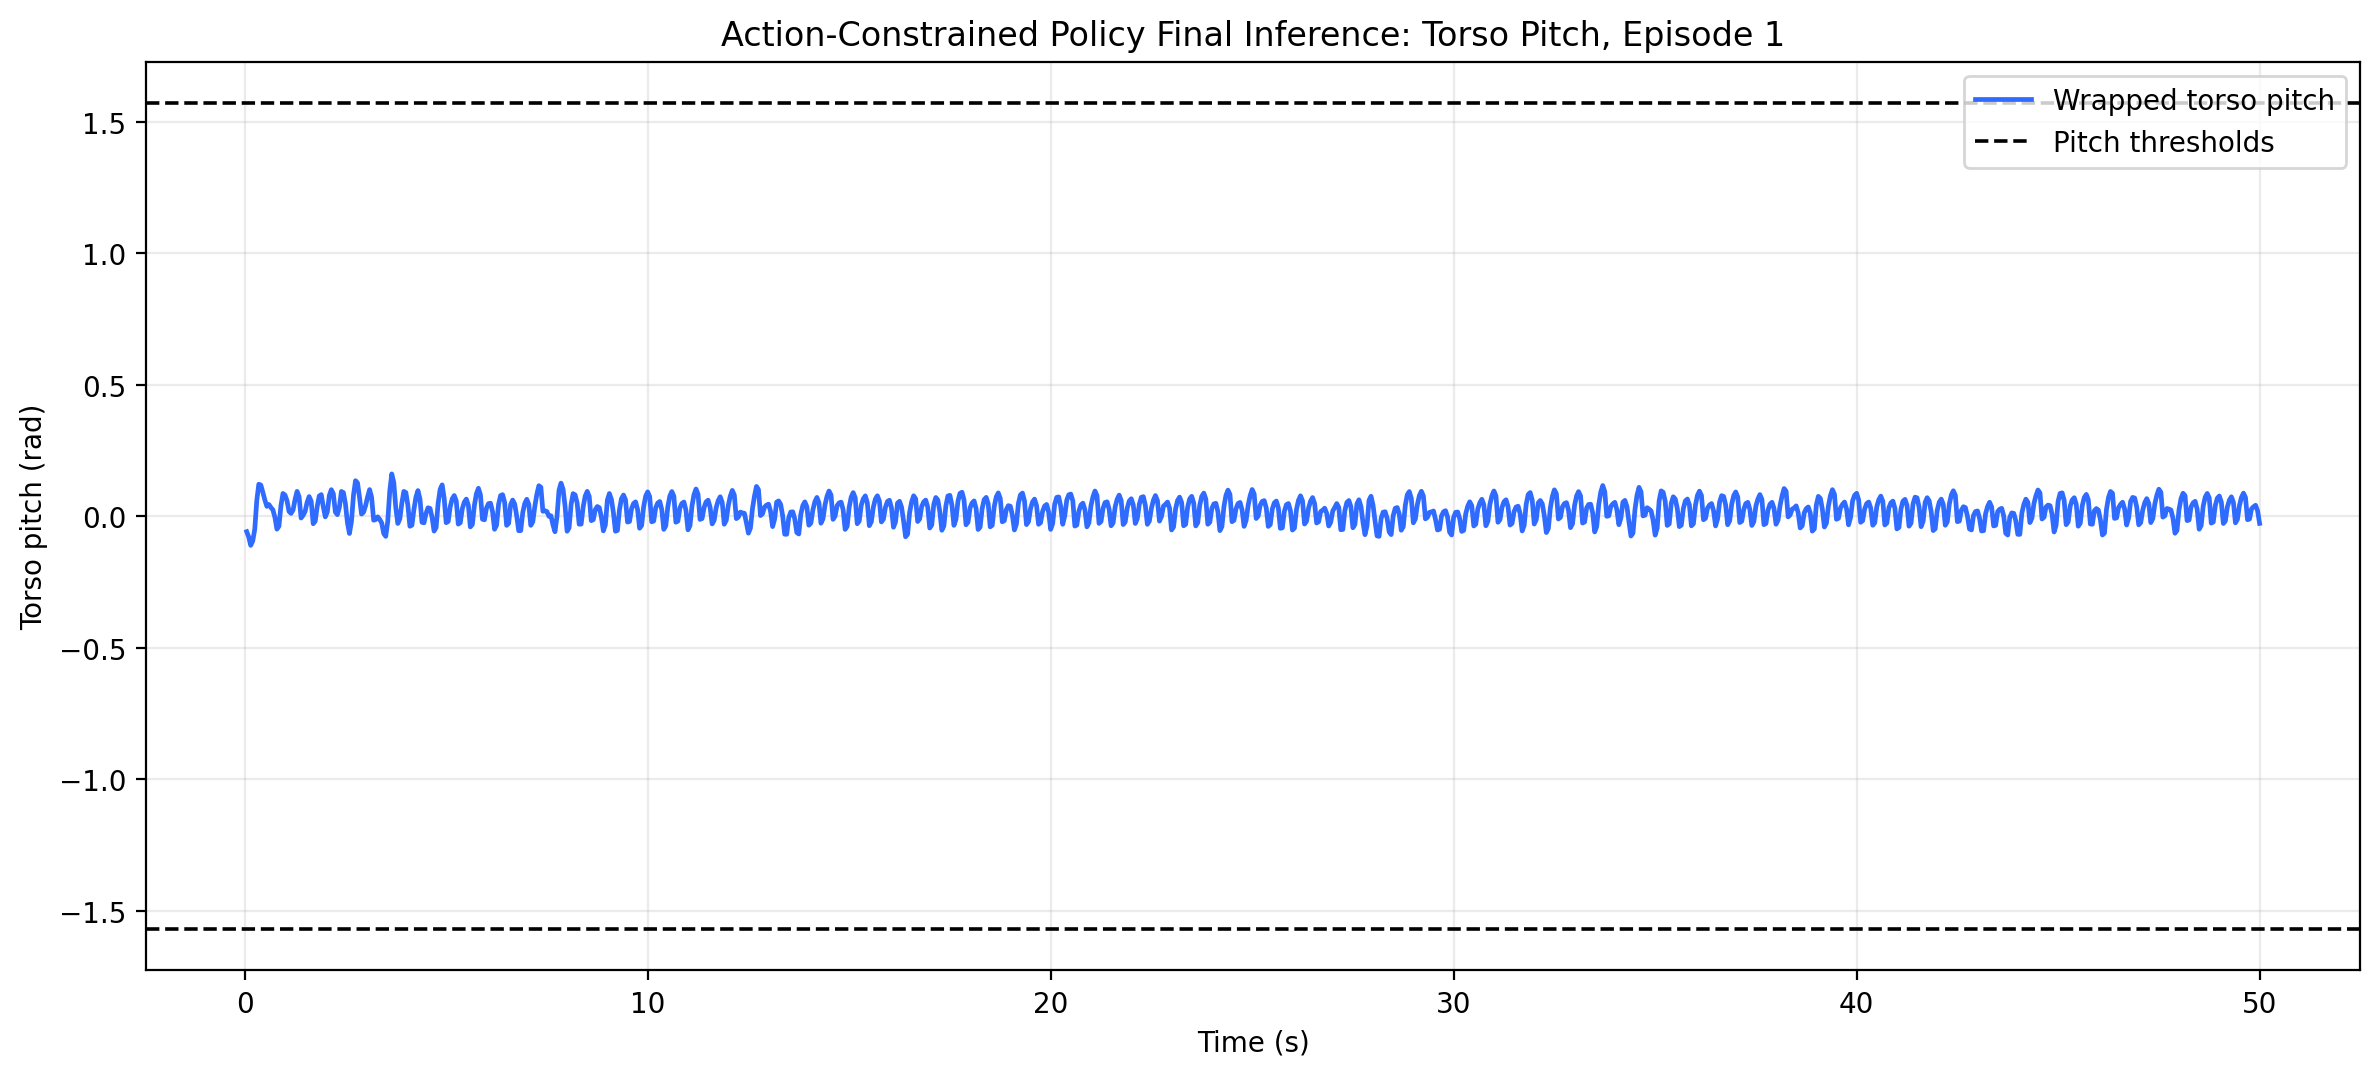 Action-Constrained Policy Final Inference: Torso Pitch, Episode 1
Wrapped torso pitch
Pitch thresholds
Torso pitch (rad)
1.5
1.0
0.5
0.0
−0.5
−1.0
−1.5
0 10 20 30 40 50
Time (s)